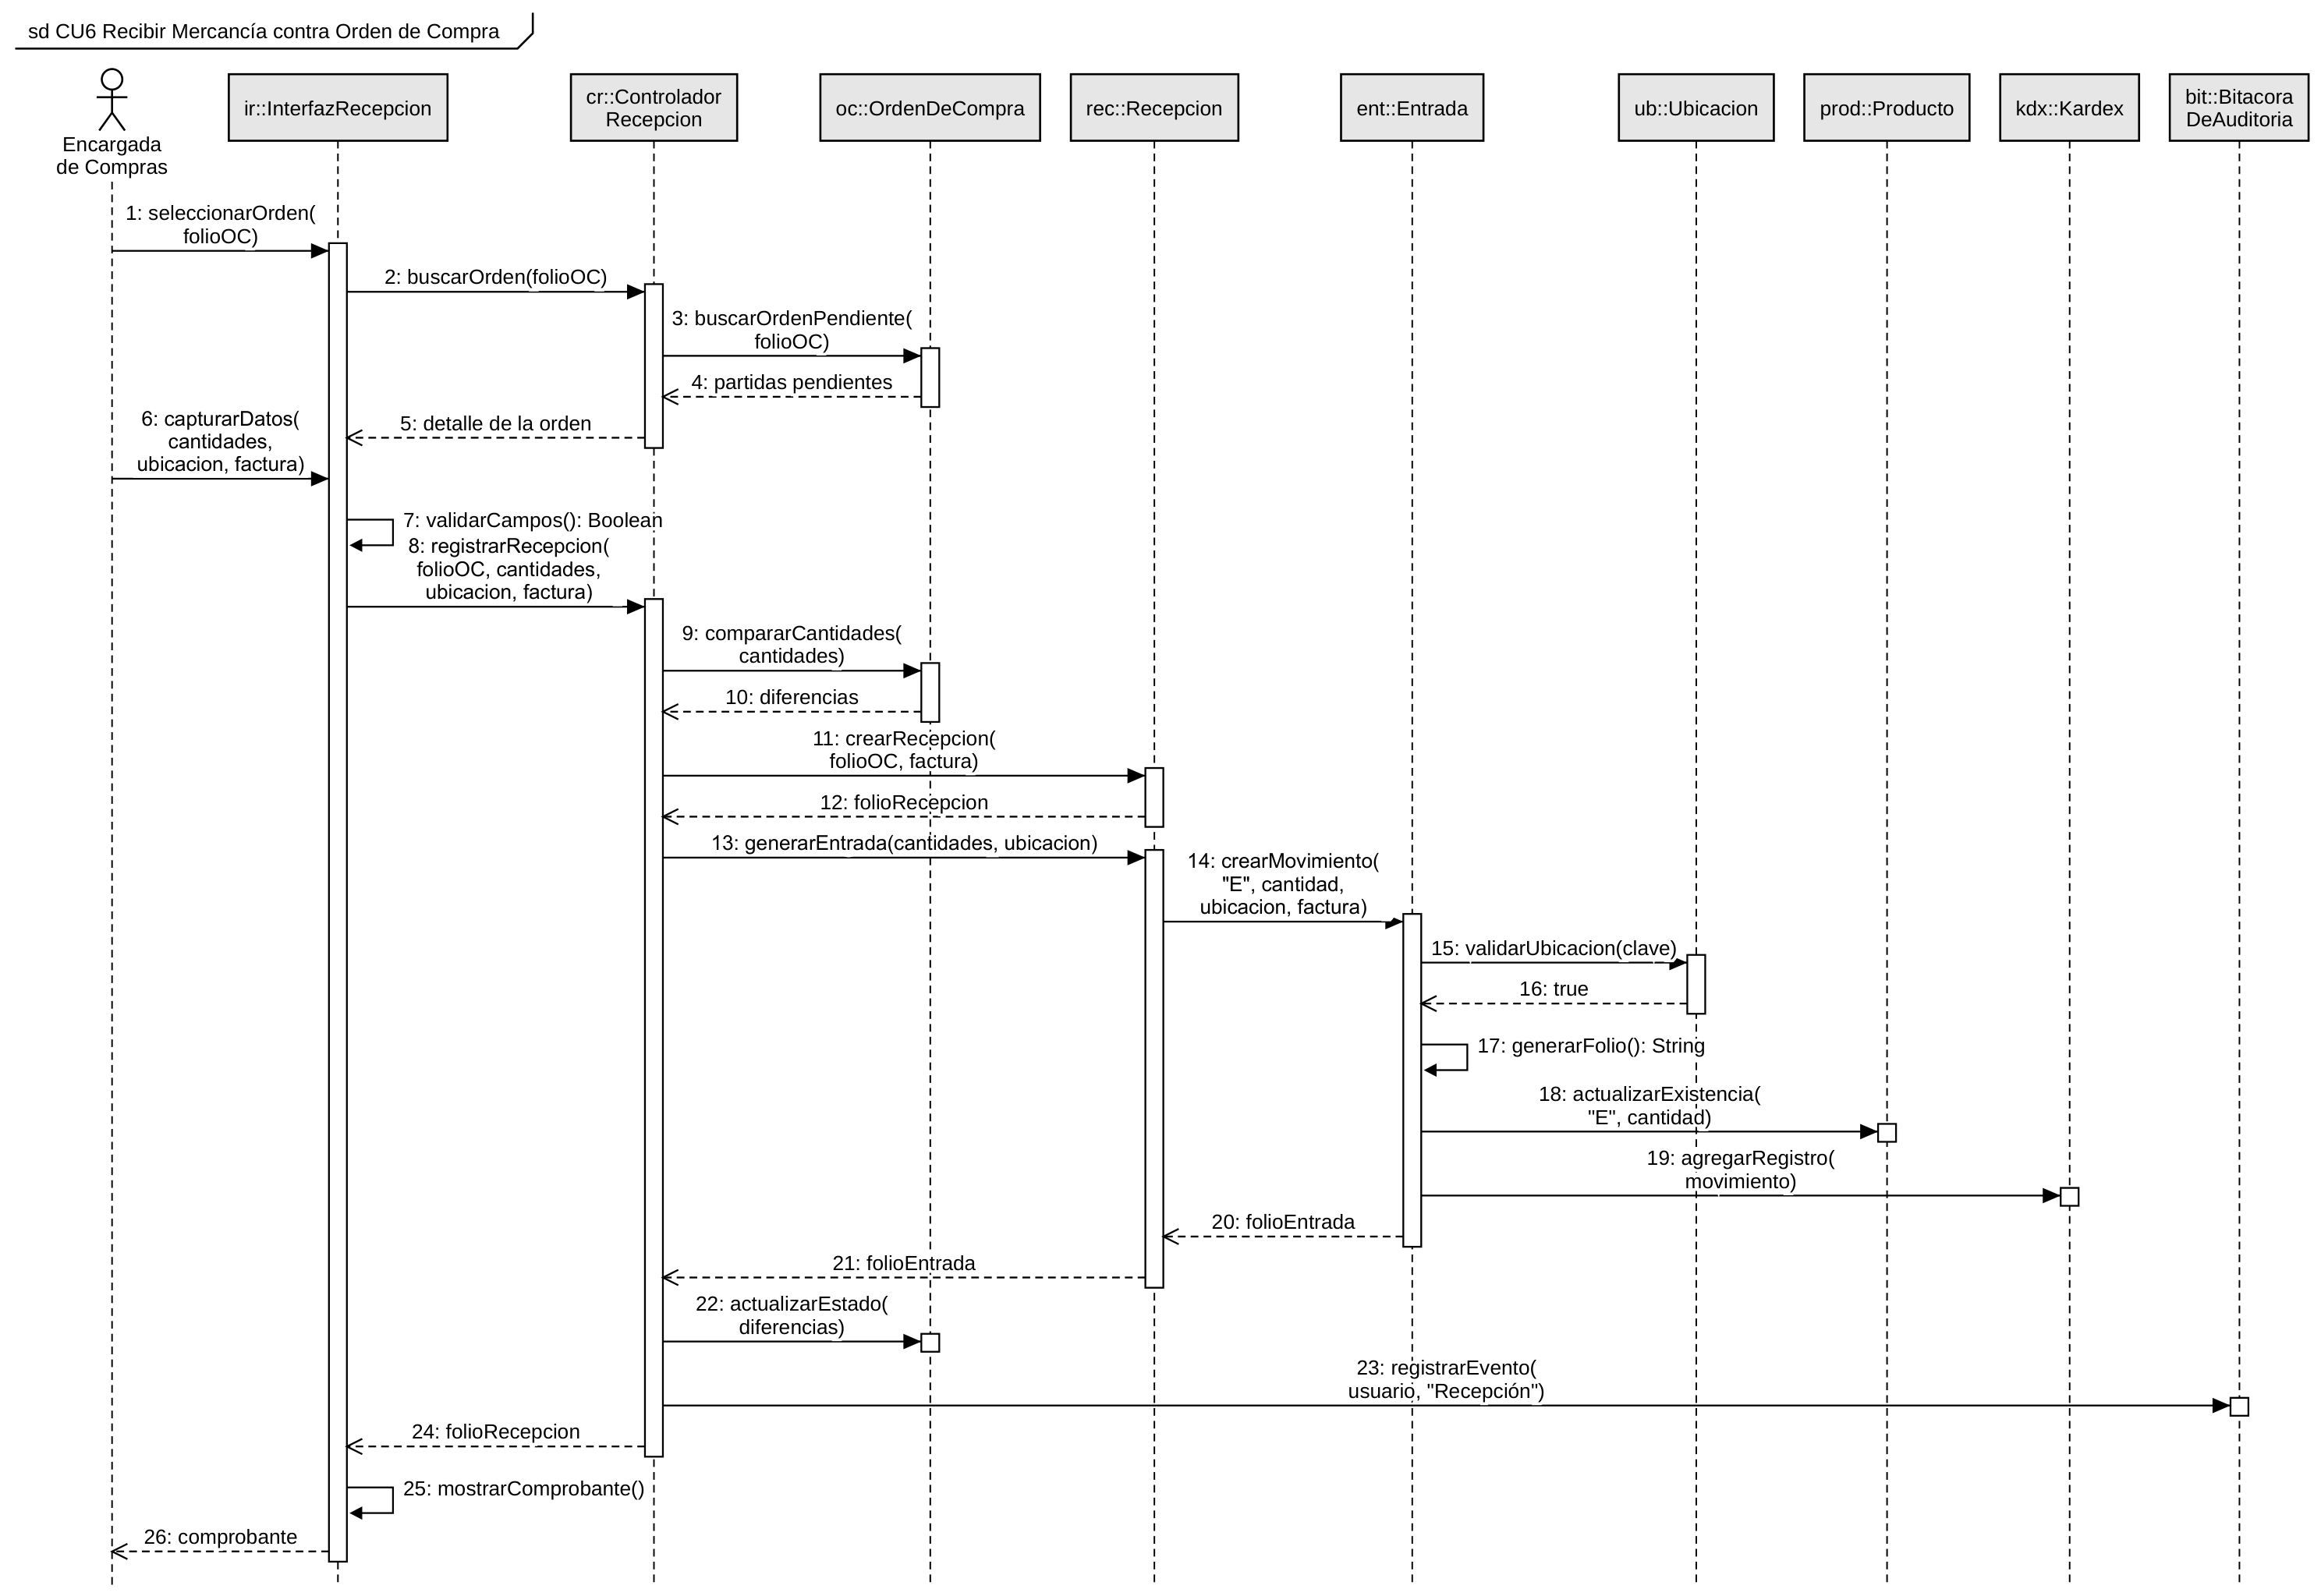 sd CU6 Recibir Mercancía contra Orden de Compra
Encargada
de Compras
ir::InterfazRecepcion
cr::Controlador
Recepcion
oc::OrdenDeCompra
rec::Recepcion
ent::Entrada
ub::Ubicacion
prod::Producto
kdx::Kardex
bit::Bitacora
DeAuditoria
1: seleccionarOrden(
folioOC)
2: buscarOrden(folioOC)
3: buscarOrdenPendiente(
folioOC)
4: partidas pendientes
5: detalle de la orden
6: capturarDatos(
cantidades,
ubicacion, factura)
7: validarCampos(): Boolean
8: registrarRecepcion(
folioOC, cantidades,
ubicacion, factura)
9: compararCantidades(
cantidades)
10: diferencias
11: crearRecepcion(
folioOC, factura)
12: folioRecepcion
13: generarEntrada(cantidades, ubicacion)
14: crearMovimiento(
"E", cantidad,
ubicacion, factura)
15: validarUbicacion(clave)
16: true
17: generarFolio(): String
18: actualizarExistencia(
"E", cantidad)
19: agregarRegistro(
movimiento)
20: folioEntrada
21: folioEntrada
22: actualizarEstado(
diferencias)
23: registrarEvento(
usuario, "Recepción")
24: folioRecepcion
25: mostrarComprobante()
26: comprobante